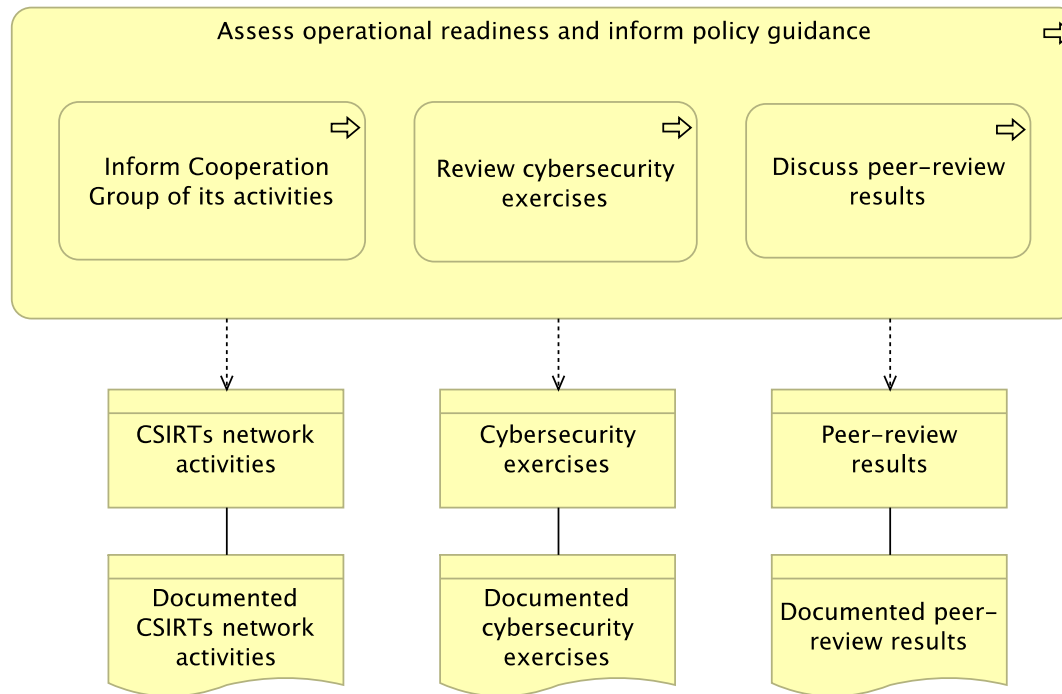 Assess operational readiness and inform policy guidance
Inform Cooperation
Group of its activities
Review cybersecurity
exercises
Discuss peer-review
results
CSIRTs network
activities
Cybersecurity
exercises
Peer-review
results
Documented
CSIRTs network
activities
Documented
cybersecurity
exercises
Documented peer-
review results